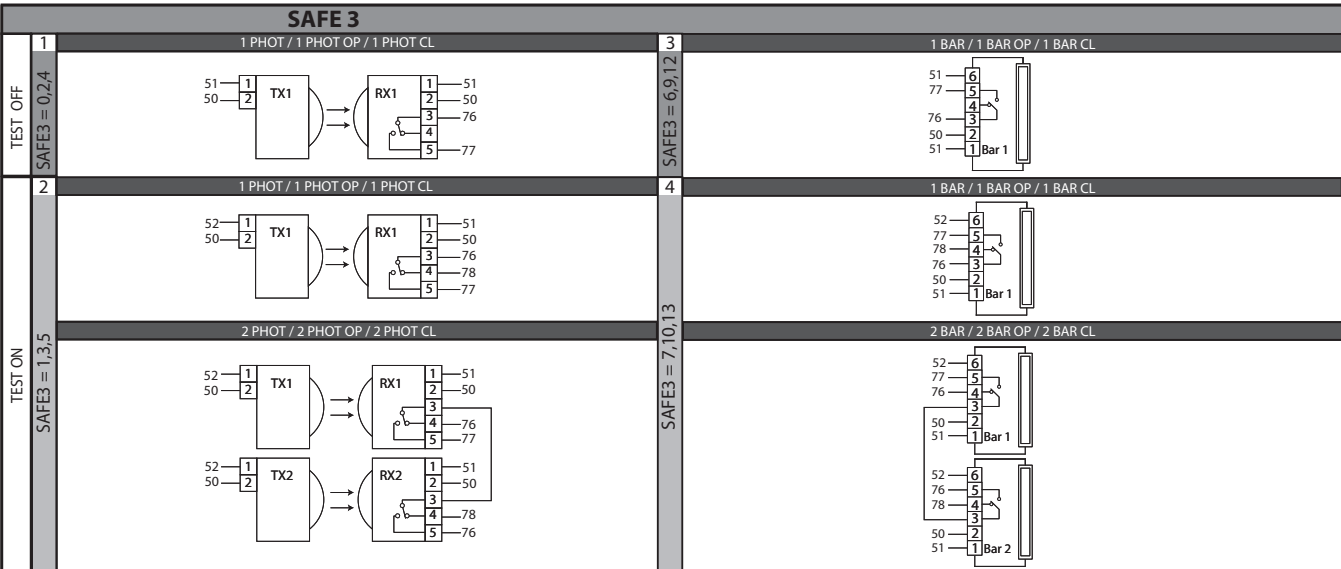 SAFE 3
1 1 PHOT / 1 PHOT OP / 1 PHOT CL
TEST OFF
SAFE3 = 0,2,4
51 1 TX1 RX1 1 51
50 2 2 50
3 76
4
5 77
3 1 BAR / 1 BAR OP / 1 BAR CL
SAFE3 = 6,9,12
51 6
77 5
4
76 3
50 2
51 1 Bar 1
2 1 PHOT / 1 PHOT OP / 1 PHOT CL
TEST ON
SAFE3 = 1,3,5
52 1 TX1 RX1 1 51
50 2 2 50
3 76
4 78
5 77
2 PHOT / 2 PHOT OP / 2 PHOT CL
52 1 TX1 RX1 1 51
50 2 2 50
3
4 76
5 77
52 1 TX2 RX2 1 51
50 2 2 50
3
4 78
5 76
4 1 BAR / 1 BAR OP / 1 BAR CL
SAFE3 = 7,10,13
52 6
77 5
78 4
76 3
50 2
51 1 Bar 1
2 BAR / 2 BAR OP / 2 BAR CL
52 6
77 5
76 4
3
50 2
51 1 Bar 1
52 6
76 5
78 4
3
50 2
51 1 Bar 2